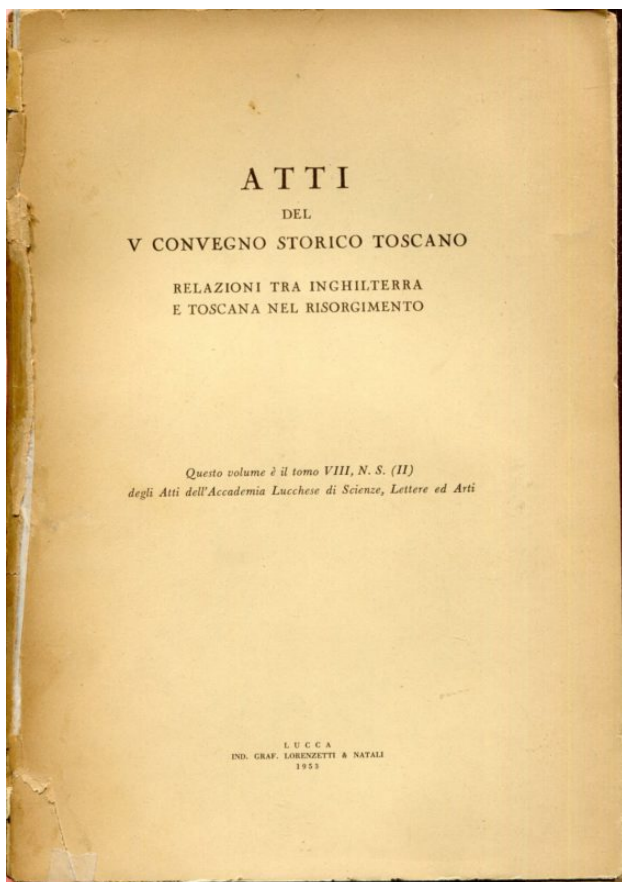 ATTI
DEL
V CONVEGNO STORICO TOSCANO
RELAZIONI TRA INGHILTERRA
E TOSCANA NEL RISORGIMENTO
Questo volume è il tomo VIII, N. S. (II)
degli Atti dell'Accademia Lucchese di Scienze, Lettere ed Arti
LUCCA
IND. GRAF. LORENZETTI & NATALI
1953